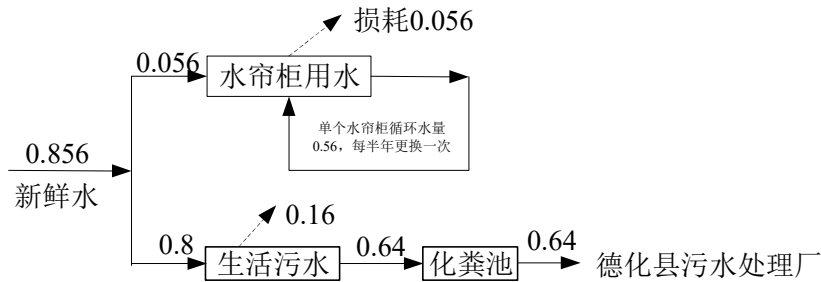 损耗0.056
0.056
水帘柜用水
单个水帘柜循环水量
0.56，每半年更换一次
0.856
新鲜水
0.16
0.8
生活污水
0.64
化粪池
0.64
德化县污水处理厂